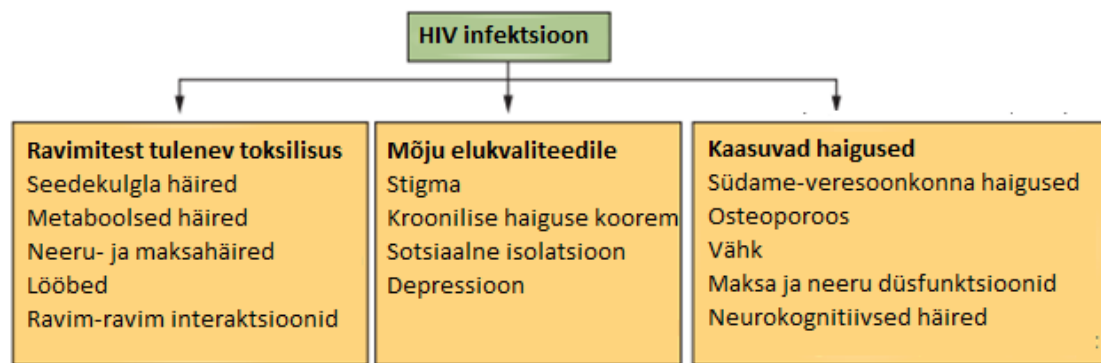 HIV infektsioon
Ravimitest tulenev toksilisus
Seedekulgla häired
Metaboolsed häired
Neeru- ja maksahäired
Lööbed
Ravim-ravim interaktsioonid
Mõju elukvaliteedile
Stigma
Kroonilise haiguse koorem
Sotsiaalne isolatsioon
Depressioon
Kaasuvad haigused
Südame-veresoonkonna haigused
Osteoporoos
Vähk
Maksa ja neeru düsfunktsioonid
Neurokognitiivsed häired